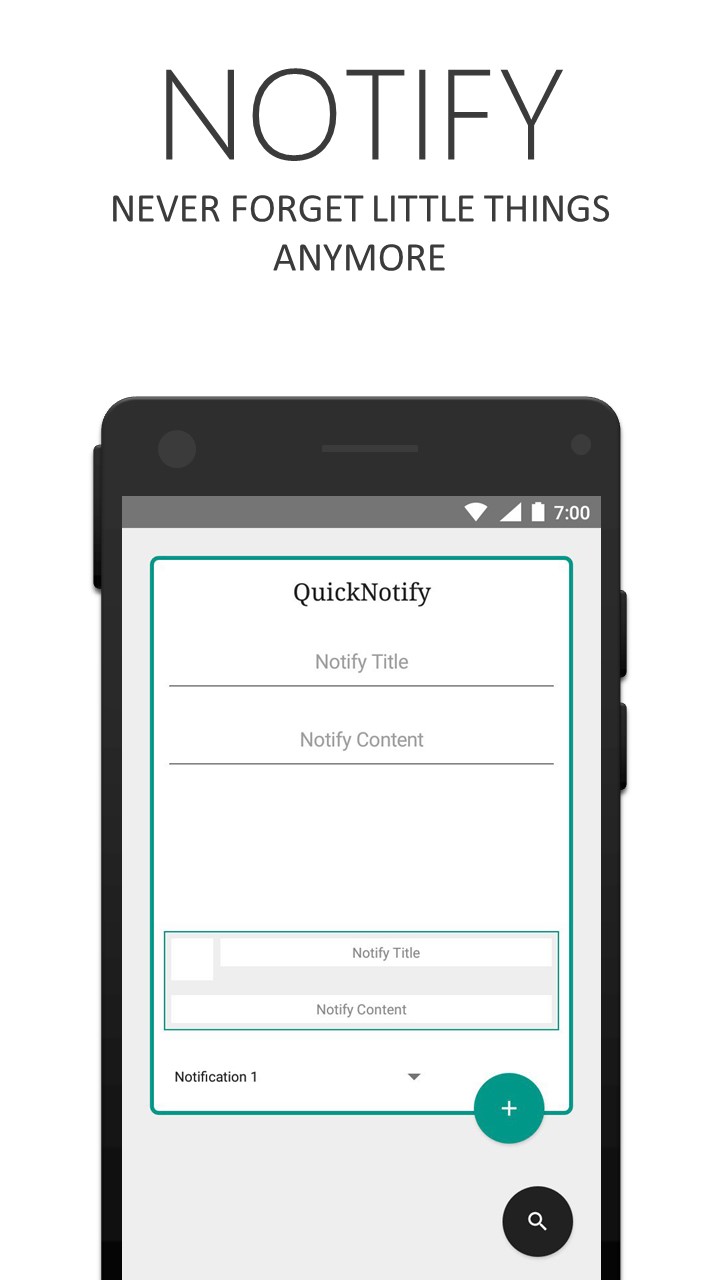 NOTIFY
NEVER FORGET LITTLE THINGS
ANYMORE
7:00
QuickNotify
Notify Title
Notify Content
Notify Title
Notify Content
Notification 1
+